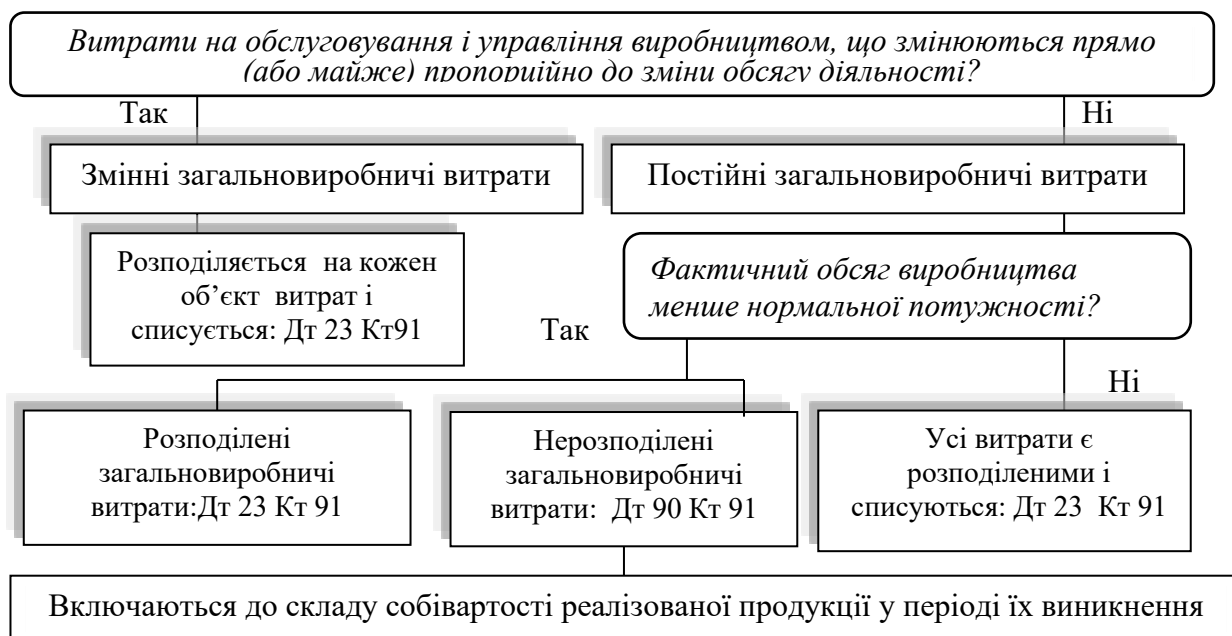 Витрати на обслуговування і управління виробництвом, що змінюються прямо
(або майже) пропорційно до зміни обсягу діяльності?
Так
Ні
Змінні загальновиробничі витрати
Постійні загальновиробничі витрати
Розподіляється на кожен
об’єкт витрат і
списується: Дт 23 Кт91
Фактичний обсяг виробництва
менше нормальної потужності?
Так
Ні
Розподілені
загальновиробничі
витрати:Дт 23 Кт 91
Нерозподілені
загальновиробничі
витрати: Дт 90 Кт 91
Усі витрати є
розподіленими і
списуються: Дт 23 Кт 91
Включаються до складу собівартості реалізованої продукції у періоді їх виникнення